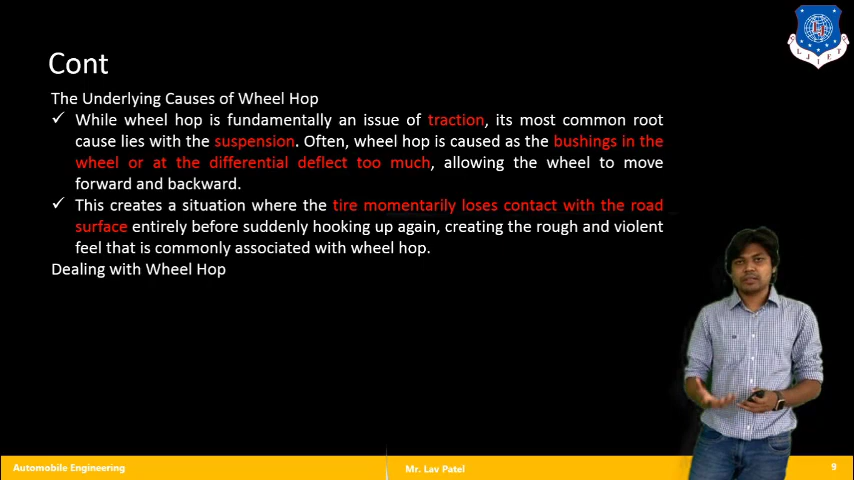 Cont
The Underlying Causes of Wheel Hop
✓ While wheel hop is fundamentally an issue of traction, its most common root
cause lies with the suspension. Often, wheel hop is caused as the bushings in the
wheel or at the differential deflect too much, allowing the wheel to move
forward and backward.
✓ This creates a situation where the tire momentarily loses contact with the road
surface entirely before suddenly hooking up again, creating the rough and violent
feel that is commonly associated with wheel hop.
Dealing with Wheel Hop
LJIET
Automobile Engineering
Mr. Lav Patel
9